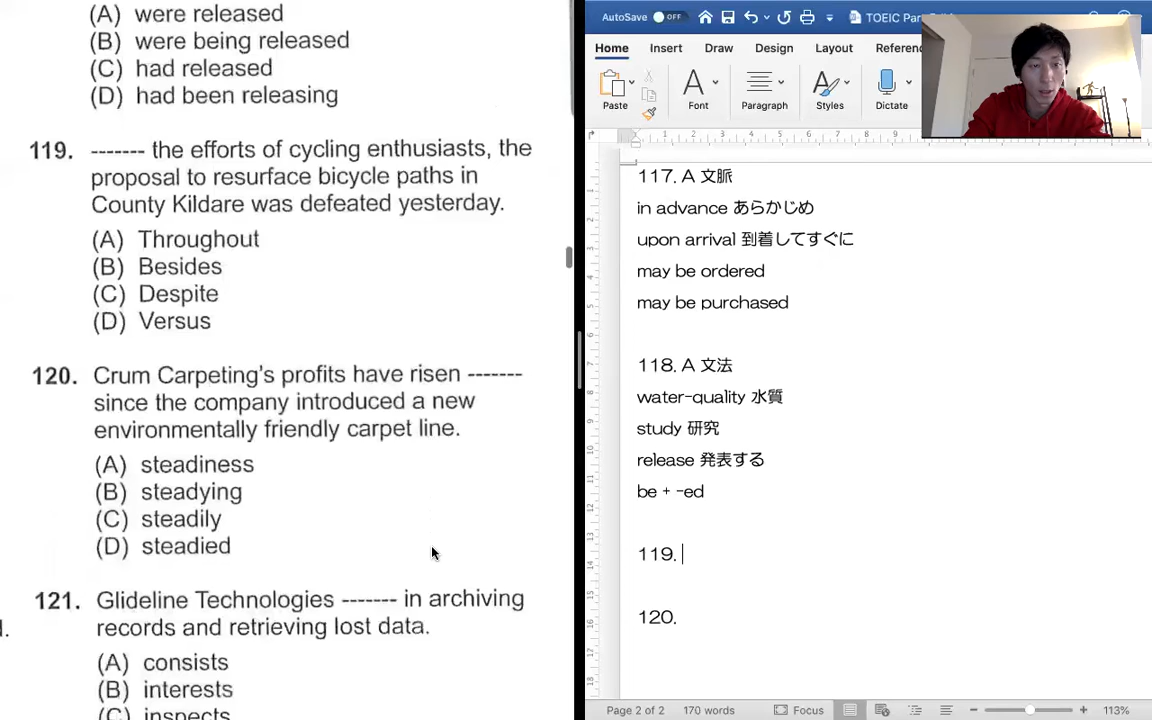 (A) were released
(B) were being released
(C) had released
(D) had been releasing
119. ------- the efforts of cycling enthusiasts, the
proposal to resurface bicycle paths in
County Kildare was defeated yesterday.
(A) Throughout
(B) Besides
(C) Despite
(D) Versus
120. Crum Carpeting's profits have risen -------
since the company introduced a new
environmentally friendly carpet line.
(A) steadiness
(B) steadying
(C) steadily
(D) steadied
121. Glideline Technologies ------- in archiving
records and retrieving lost data.
(A) consists
(B) interests
(C) inspects
AutoSave OFF
TOEIC Par
Home Insert Draw Design Layout Referenc
Paste Font Paragraph Styles Dictate
117. A 文脈
in advance あらかじめ
upon arrival 到着してすぐに
may be ordered
may be purchased
118. A 文法
water-quality 水質
study 研究
release 発表する
be + -ed
119.
120.
Page 2 of 2 170 words Focus 113%